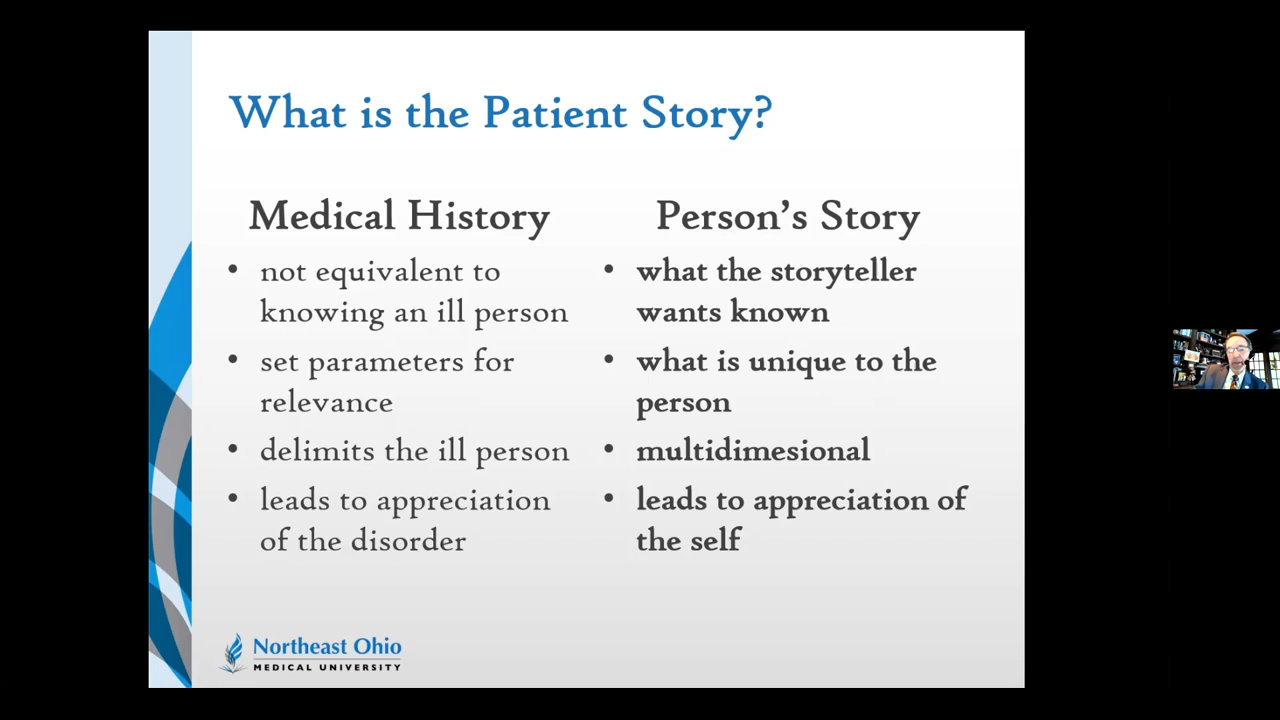 What is the Patient Story?
Medical History
• not equivalent to
knowing an ill person
• set parameters for
relevance
• delimits the ill person
• leads to appreciation
of the disorder
Person’s Story
• what the storyteller
wants known
• what is unique to the
person
• multidimesional
• leads to appreciation of
the self
Northeast Ohio
MEDICAL UNIVERSITY